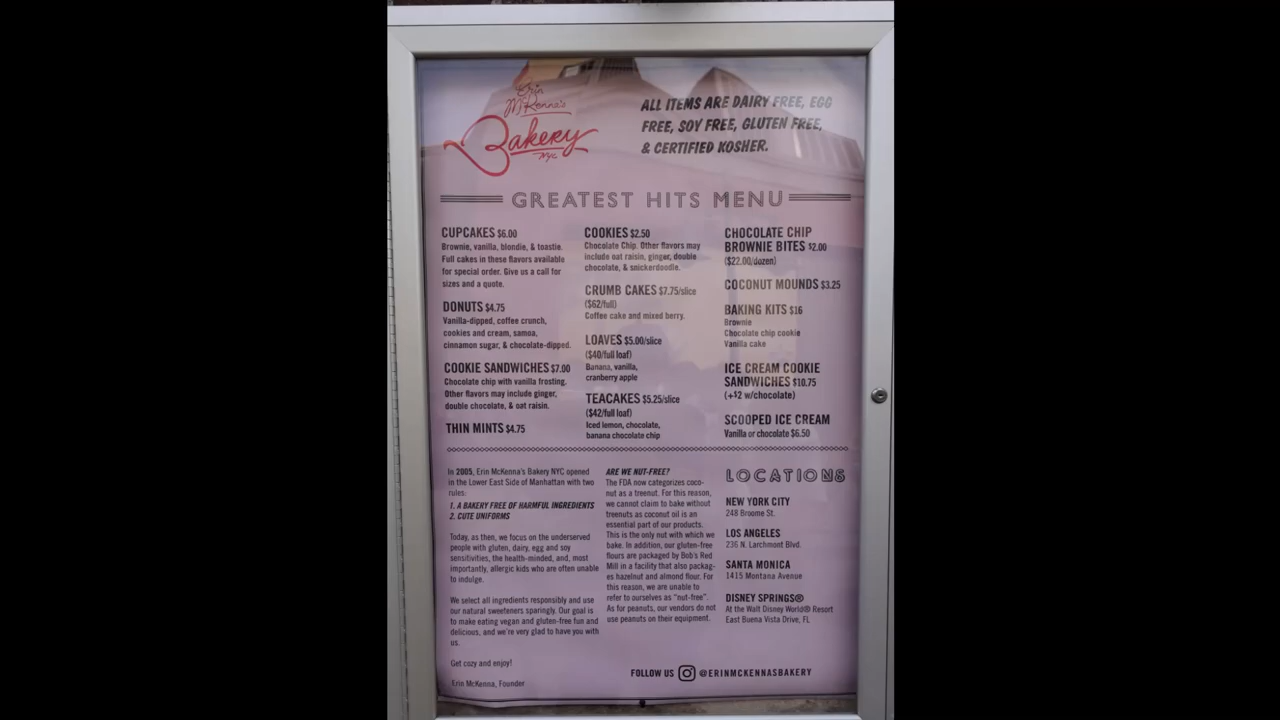 Erin
McKenna's
Bakery
NYC
ALL ITEMS ARE DAIRY FREE, EGG
FREE, SOY FREE, GLUTEN FREE,
& CERTIFIED KOSHER.
GREATEST HITS MENU
CUPCAKES $6.00
Brownie, vanilla, blondie, & toastie.
Full cakes in these flavors available
for special order. Give us a call for
sizes and a quote.
DONUTS $4.75
Vanilla-dipped, coffee crunch,
cookies and cream, samoa,
cinnamon sugar, & chocolate-dipped.
COOKIE SANDWICHES $7.00
Chocolate chip with vanilla frosting.
Other flavors may include ginger,
double chocolate, & oat raisin.
THIN MINTS $4.75
COOKIES $2.50
Chocolate Chip. Other flavors may
include oat raisin, ginger, double
chocolate, & snickerdoodle.
CRUMB CAKES $7.75/slice
($62/full)
Coffee cake and mixed berry.
LOAVES $5.00/slice
($40/full loaf)
Banana, vanilla,
cranberry apple
TEACAKES $5.25/slice
($42/full loaf)
Iced lemon, chocolate,
banana chocolate chip
CHOCOLATE CHIP
BROWNIE BITES $2.00
($22.00/dozen)
COCONUT MOUNDS $3.25
BAKING KITS $16
Brownie
Chocolate chip cookie
Vanilla cake
ICE CREAM COOKIE
SANDWICHES $10.75
(+$2 w/chocolate)
SCOOPED ICE CREAM
Vanilla or chocolate $6.50
In 2005, Erin McKenna's Bakery NYC opened
in the Lower East Side of Manhattan with two
rules:
1. A BAKERY FREE OF HARMFUL INGREDIENTS
2. CUTE UNIFORMS
Today, as then, we focus on the underserved
people with gluten, dairy, egg and soy
sensitivities, the health-minded, and, most
importantly, allergic kids who are often unable
to indulge.
We select all ingredients responsibly and use
our natural sweeteners sparingly. Our goal is
to make eating vegan and gluten-free fun and
delicious, and we're very glad to have you with
us.
Get cozy and enjoy!
Erin McKenna, Founder
ARE WE NUT-FREE?
The FDA now categorizes coco-
nut as a treenut. For this reason,
we cannot claim to bake without
treenuts as coconut oil is an
essential part of our products.
This is the only nut with which we
bake. In addition, our gluten-free
flours are packaged by Bob's Red
Mill in a facility that also packag-
es hazelnut and almond flour. For
this reason, we are unable to
refer to ourselves as "nut-free".
As for peanuts, our vendors do not
use peanuts on their equipment.
LOCATIONS
NEW YORK CITY
248 Broome St.
LOS ANGELES
236 N. Larchmont Blvd.
SANTA MONICA
1415 Montana Avenue
DISNEY SPRINGS®
At the Walt Disney World® Resort
East Buena Vista Drive, FL
FOLLOW US @ERINMCKENNASBAKERY